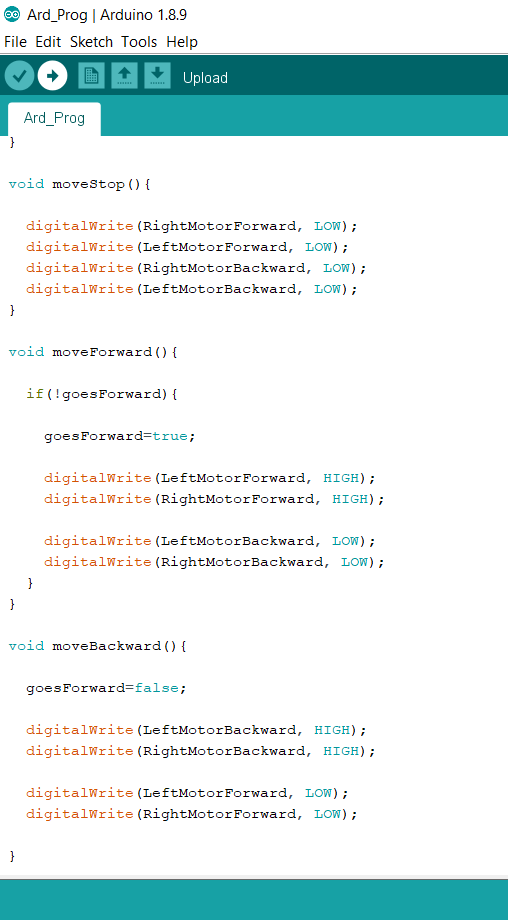 Ard_Prog | Arduino 1.8.9
File Edit Sketch Tools Help
Upload
Ard_Prog
}
void moveStop(){
digitalWrite(RightMotorForward, LOW);
digitalWrite(LeftMotorForward, LOW);
digitalWrite(RightMotorBackward, LOW);
digitalWrite(LeftMotorBackward, LOW);
}
void moveForward(){
if(!goesForward){
goesForward=true;
digitalWrite(LeftMotorForward, HIGH);
digitalWrite(RightMotorForward, HIGH);
digitalWrite(LeftMotorBackward, LOW);
digitalWrite(RightMotorBackward, LOW);
}
}
void moveBackward(){
goesForward=false;
digitalWrite(LeftMotorBackward, HIGH);
digitalWrite(RightMotorBackward, HIGH);
digitalWrite(LeftMotorForward, LOW);
digitalWrite(RightMotorForward, LOW);
}